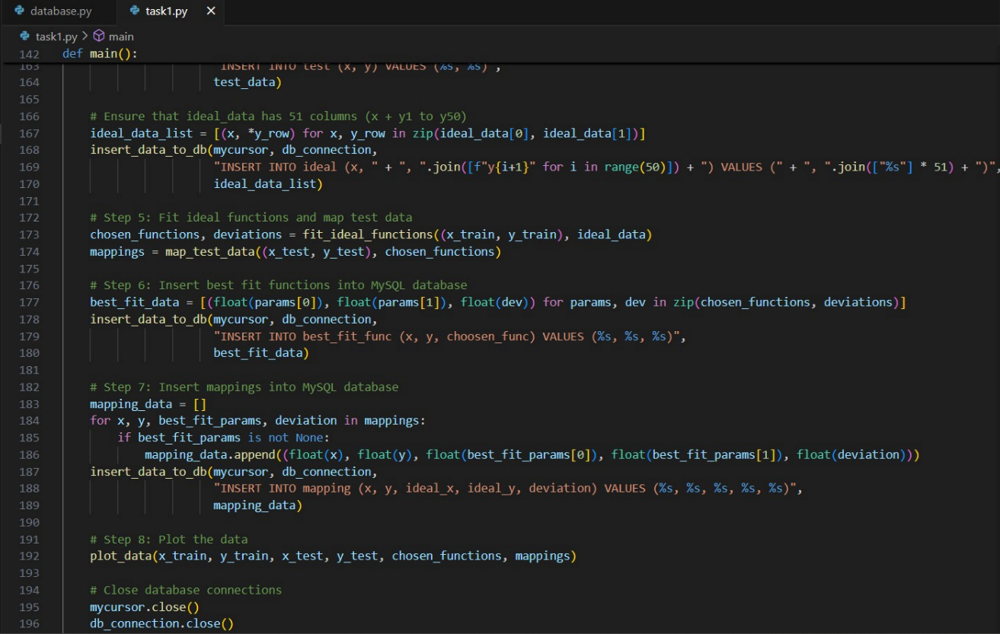 database.py task1.py ×
task1.py > main
142 def main():
163 "INSERT INTO test (x, y) VALUES (%s, %s)",
164 test_data)
165
166 # Ensure that ideal_data has 51 columns (x + y1 to y50)
167 ideal_data_list = [(x, *y_row) for x, y_row in zip(ideal_data[0], ideal_data[1])]
168 insert_data_to_db(mycursor, db_connection,
169 "INSERT INTO ideal (x, " + ", ".join([f"y{i+1}" for i in range(50)]) + ") VALUES (" + ", ".join(["%s"] * 51) + ")",
170 ideal_data_list)
171
172 # Step 5: Fit ideal functions and map test data
173 chosen_functions, deviations = fit_ideal_functions((x_train, y_train), ideal_data)
174 mappings = map_test_data((x_test, y_test), chosen_functions)
175
176 # Step 6: Insert best fit functions into MySQL database
177 best_fit_data = [(float(params[0]), float(params[1]), float(dev)) for params, dev in zip(chosen_functions, deviations)]
178 insert_data_to_db(mycursor, db_connection,
179 "INSERT INTO best_fit_func (x, y, choosen_func) VALUES (%s, %s, %s)",
180 best_fit_data)
181
182 # Step 7: Insert mappings into MySQL database
183 mapping_data = []
184 for x, y, best_fit_params, deviation in mappings:
185 if best_fit_params is not None:
186 mapping_data.append((float(x), float(y), float(best_fit_params[0]), float(best_fit_params[1]), float(deviation)))
187 insert_data_to_db(mycursor, db_connection,
188 "INSERT INTO mapping (x, y, ideal_x, ideal_y, deviation) VALUES (%s, %s, %s, %s, %s)",
189 mapping_data)
190
191 # Step 8: Plot the data
192 plot_data(x_train, y_train, x_test, y_test, chosen_functions, mappings)
193
194 # Close database connections
195 mycursor.close()
196 db_connection.close()